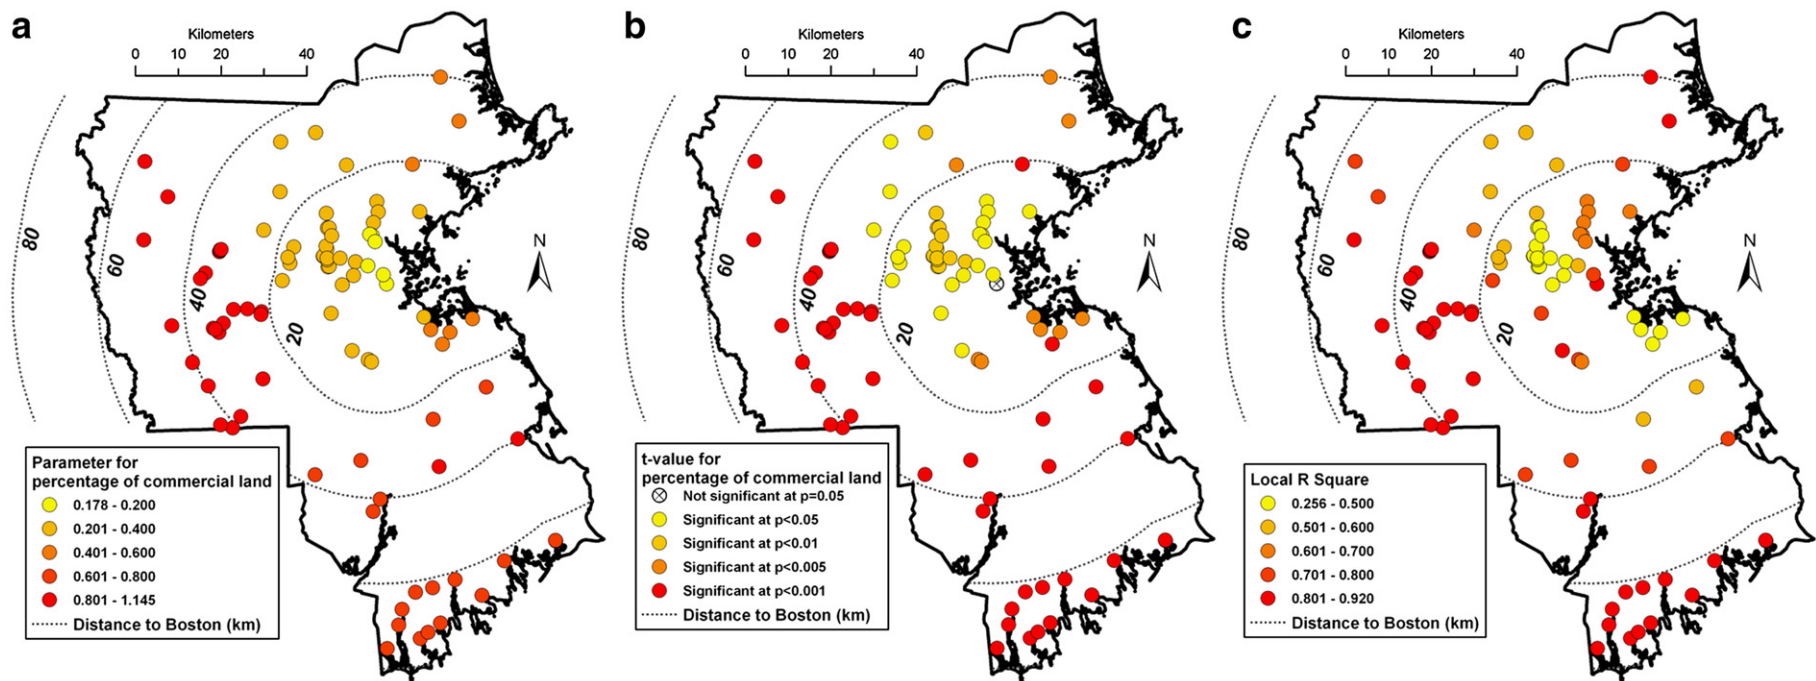 a
Kilometers
0 10 20 40
N
80
60
40
20
Parameter for
percentage of commercial land
0.178 - 0.200
0.201 - 0.400
0.401 - 0.600
0.601 - 0.800
0.801 - 1.145
Distance to Boston (km)
b
Kilometers
0 10 20 40
N
80
60
40
20
t-value for
percentage of commercial land
Not significant at p=0.05
Significant at p<0.05
Significant at p<0.01
Significant at p<0.005
Significant at p<0.001
Distance to Boston (km)
c
Kilometers
0 10 20 40
N
80
60
40
20
Local R Square
0.256 - 0.500
0.501 - 0.600
0.601 - 0.700
0.701 - 0.800
0.801 - 0.920
Distance to Boston (km)